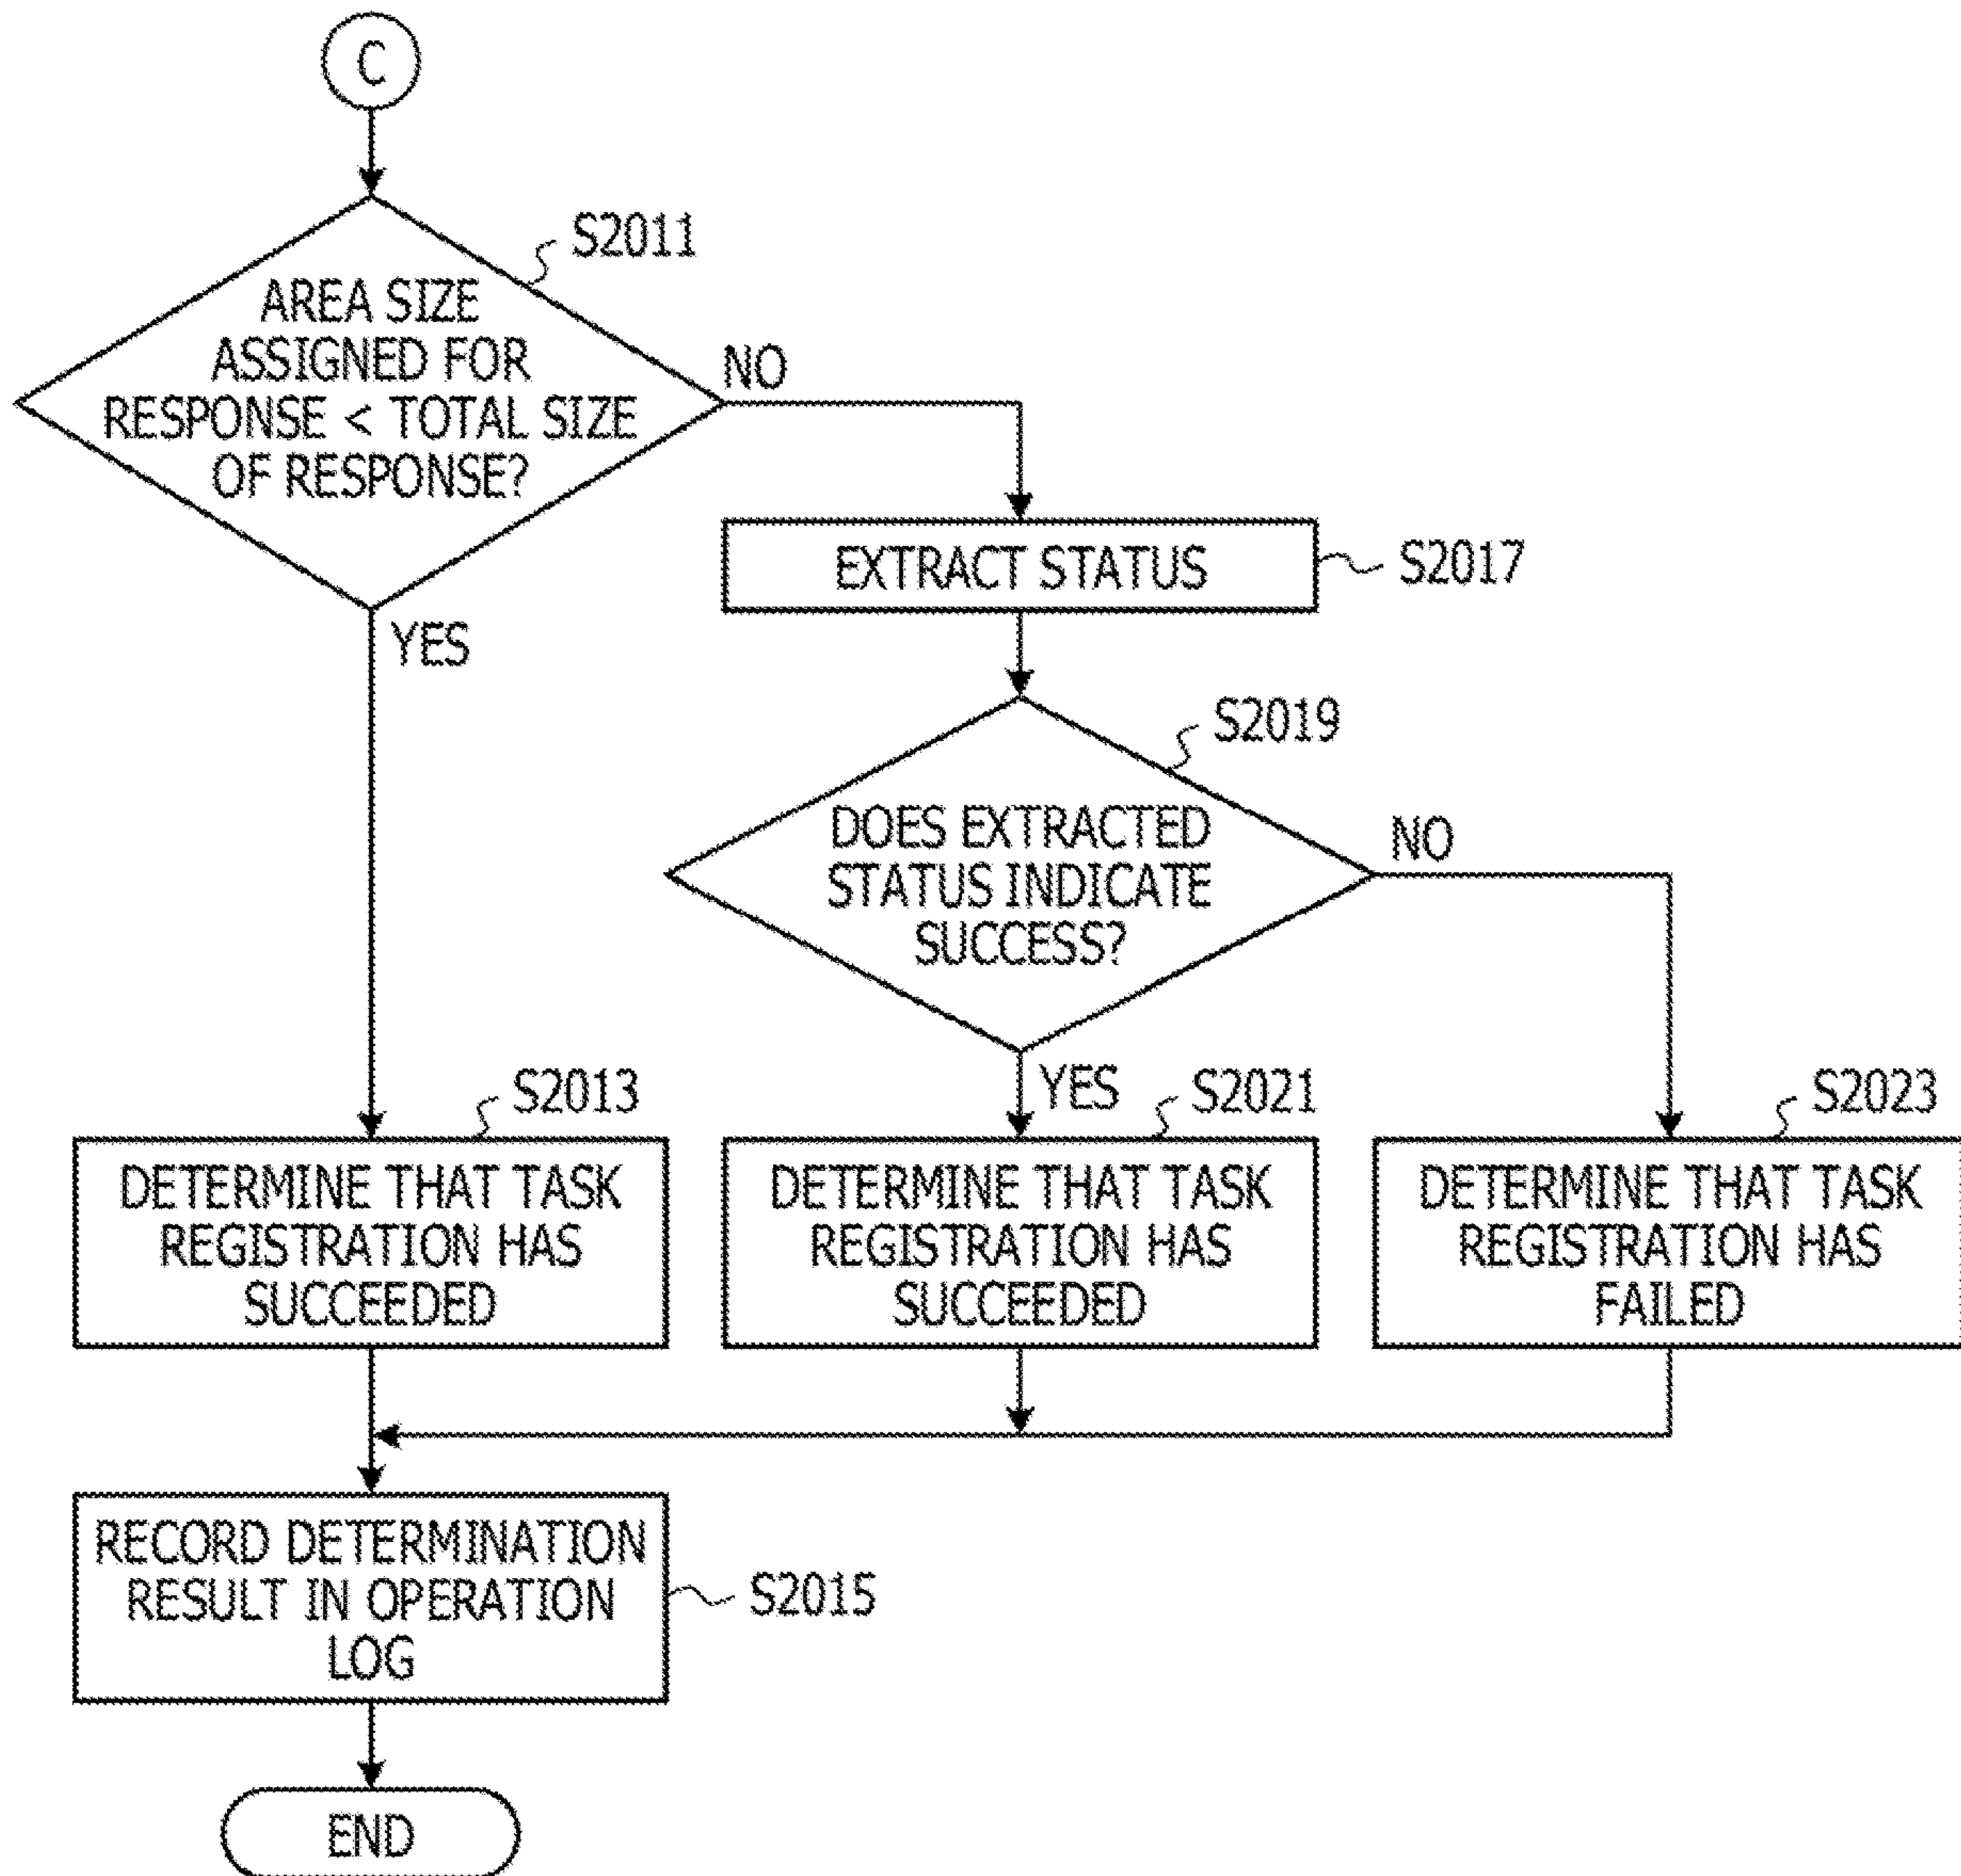 C
S2011
AREA SIZE
ASSIGNED FOR
RESPONSE < TOTAL SIZE
OF RESPONSE?
NO
YES
EXTRACT STATUS
S2017
S2019
DOES EXTRACTED
STATUS INDICATE
SUCCESS?
NO
YES
S2013
DETERMINE THAT TASK
REGISTRATION HAS
SUCCEEDED
S2021
DETERMINE THAT TASK
REGISTRATION HAS
SUCCEEDED
S2023
DETERMINE THAT TASK
REGISTRATION HAS
FAILED
RECORD DETERMINATION
RESULT IN OPERATION
LOG
S2015
END